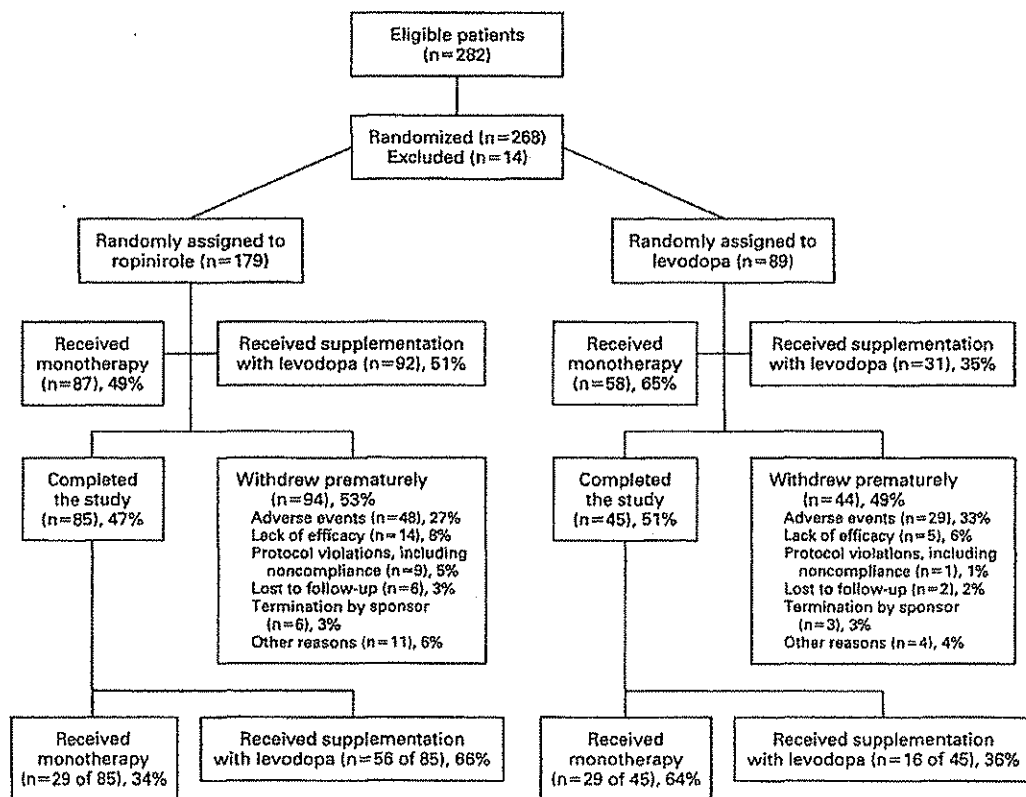 Eligible patients
(n=282)
Randomized (n=268)
Excluded (n=14)
Randomly assigned to
ropinirole (n=179)
Randomly assigned to
levodopa (n=89)
Received
monotherapy
(n=87), 49%
Received supplementation
with levodopa (n=92), 51%
Received
monotherapy
(n=58), 65%
Received supplementation
with levodopa (n=31), 35%
Completed
the study
(n=85), 47%
Withdrew prematurely
(n=94), 53%
Adverse events (n=48), 27%
Lack of efficacy (n=14), 8%
Protocol violations, including
noncompliance (n=9), 5%
Lost to follow-up (n=6), 3%
Termination by sponsor
(n=6), 3%
Other reasons (n=11), 6%
Completed
the study
(n=45), 51%
Withdrew prematurely
(n=44), 49%
Adverse events (n=29), 33%
Lack of efficacy (n=5), 6%
Protocol violations, including
noncompliance (n=1), 1%
Lost to follow-up (n=2), 2%
Termination by sponsor
(n=3), 3%
Other reasons (n=4), 4%
Received
monotherapy
(n=29 of 85), 34%
Received supplementation
with levodopa (n=56 of 85), 66%
Received
monotherapy
(n=29 of 45), 64%
Received supplementation
with levodopa (n=16 of 45), 36%